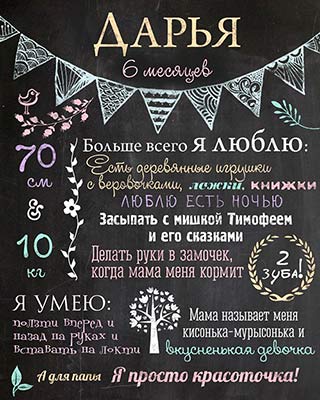 ДАРЬЯ
6 месяцев
70
см
&
10
кг
Больше всего Я ЛЮБЛЮ:
Есть деревянные игрушки
с веровочками, ложки, книжки
ЛЮБЛЮ ЕСТЬ НОЧЬЮ
Засыпать с мишкой Тимофеем
и его сказками
Делать руки в замочек,
когда мама меня кормит
2
зуба!
Я УМЕЮ:
ползти вперед и
назад на руках и
вставать на локти
Мама называет меня
кисонька-мурысонька и
вкусненькая девочка
А для папы Я просто красоточка!